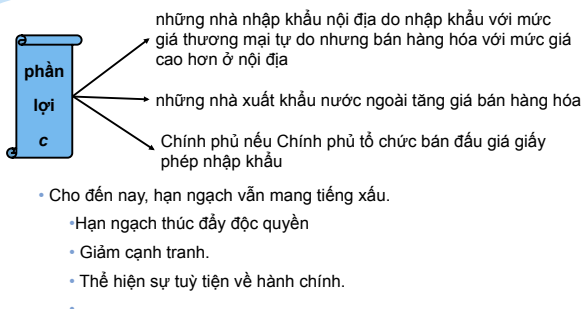 những nhà nhập khẩu nội địa do nhập khẩu với mức
giá thương mại tự do nhưng bán hàng hóa với mức giá
cao hơn ở nội địa
phần
lợi
c
những nhà xuất khẩu nước ngoài tăng giá bán hàng hóa
Chính phủ nếu Chính phủ tổ chức bán đấu giá giấy
phép nhập khẩu
• Cho đến nay, hạn ngạch vẫn mang tiếng xấu.
•Hạn ngạch thúc đẩy độc quyền
• Giảm cạnh tranh.
• Thể hiện sự tuỳ tiện về hành chính.
•